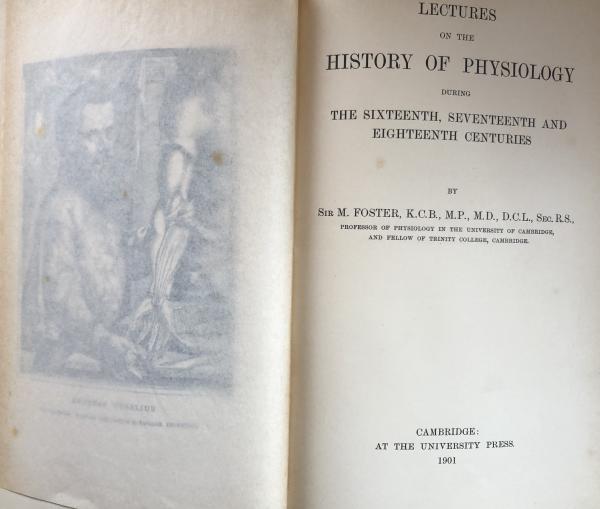 LECTURES
ON THE
HISTORY OF PHYSIOLOGY
DURING
THE SIXTEENTH, SEVENTEENTH AND
EIGHTEENTH CENTURIES
BY
SIR M. FOSTER, K.C.B., M.P., M.D., D.C.L., SEC. R.S.,
PROFESSOR OF PHYSIOLOGY IN THE UNIVERSITY OF CAMBRIDGE,
AND FELLOW OF TRINITY COLLEGE, CAMBRIDGE.
CAMBRIDGE:
AT THE UNIVERSITY PRESS.
1901